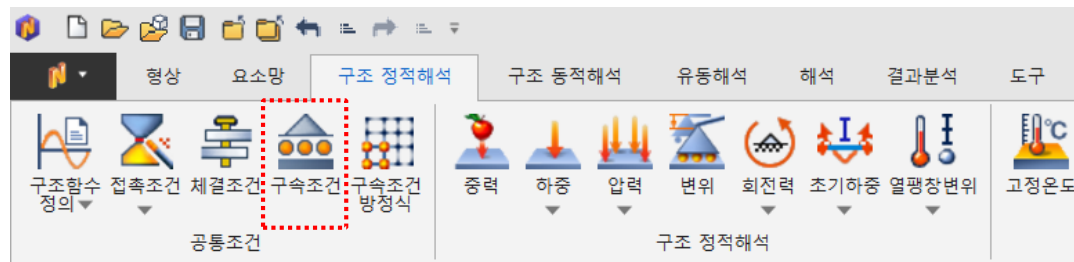 형상 요소망 구조 정적해석 구조 동적해석 유동해석 해석 결과분석 도구
구조함수 정의 접촉조건 체결조건 구속조건 구속조건 방정식 중력 하중 압력 변위 회전력 초기하중 열팽창변위 고정온도
공통조건 구조 정적해석